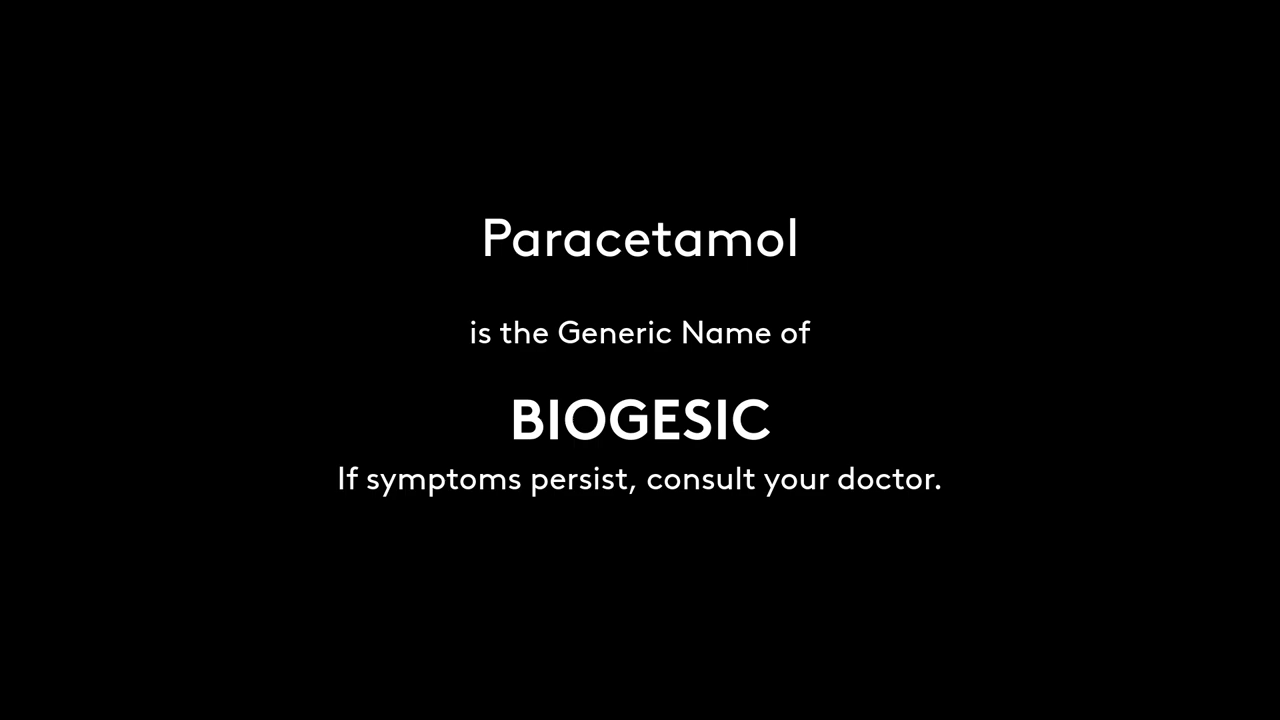 Paracetamol
is the Generic Name of
BIOGESIC
If symptoms persist, consult your doctor.